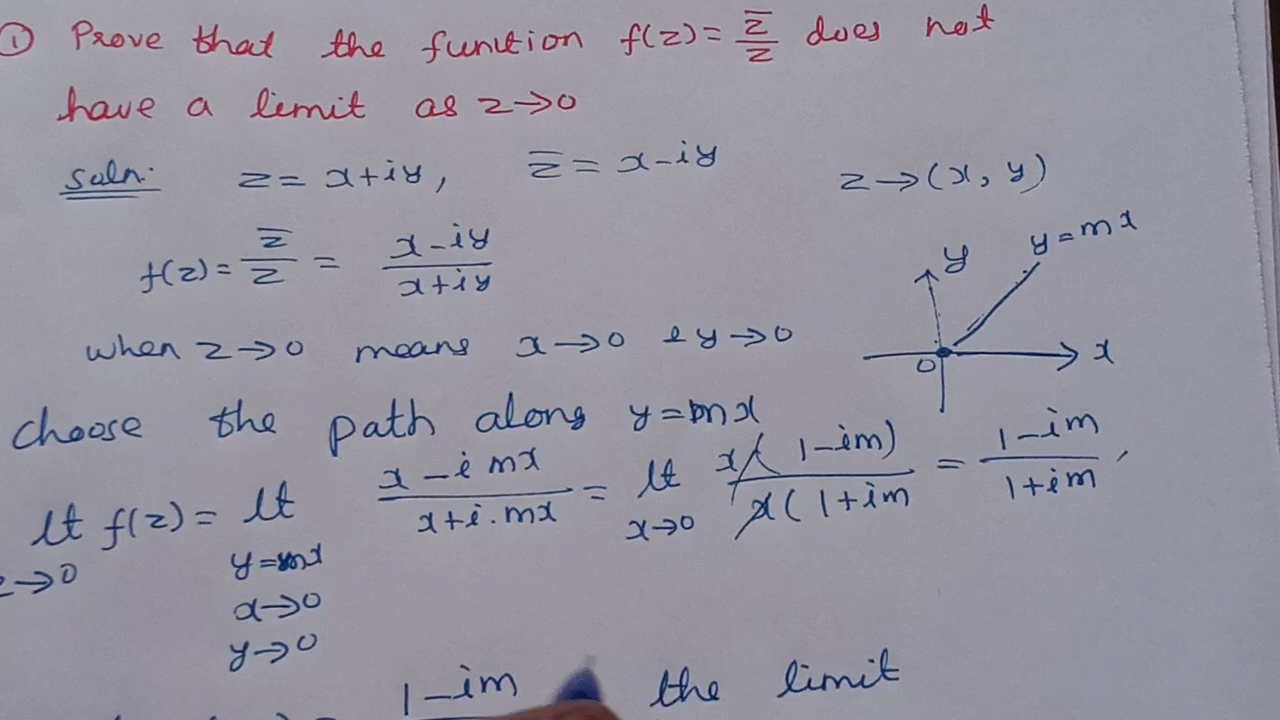 ① Prove that the function f(z) = z̅/z does not
have a limit as z→0
Soln. z = x+iy, z̅ = x-iy z→(x, y)
f(z) = z̅/z = (x-iy)/(x+iy)
y = mx
y
x
0
when z→0 means x→0 & y→0
choose the path along y=mx
lt f(z) = lt (x-i mx)/(x+i.mx) = lt x(1-im)/x(1+im = (1-im)/(1+im),
z→0 y=mx x→0
x→0
y→0
1-im the limit